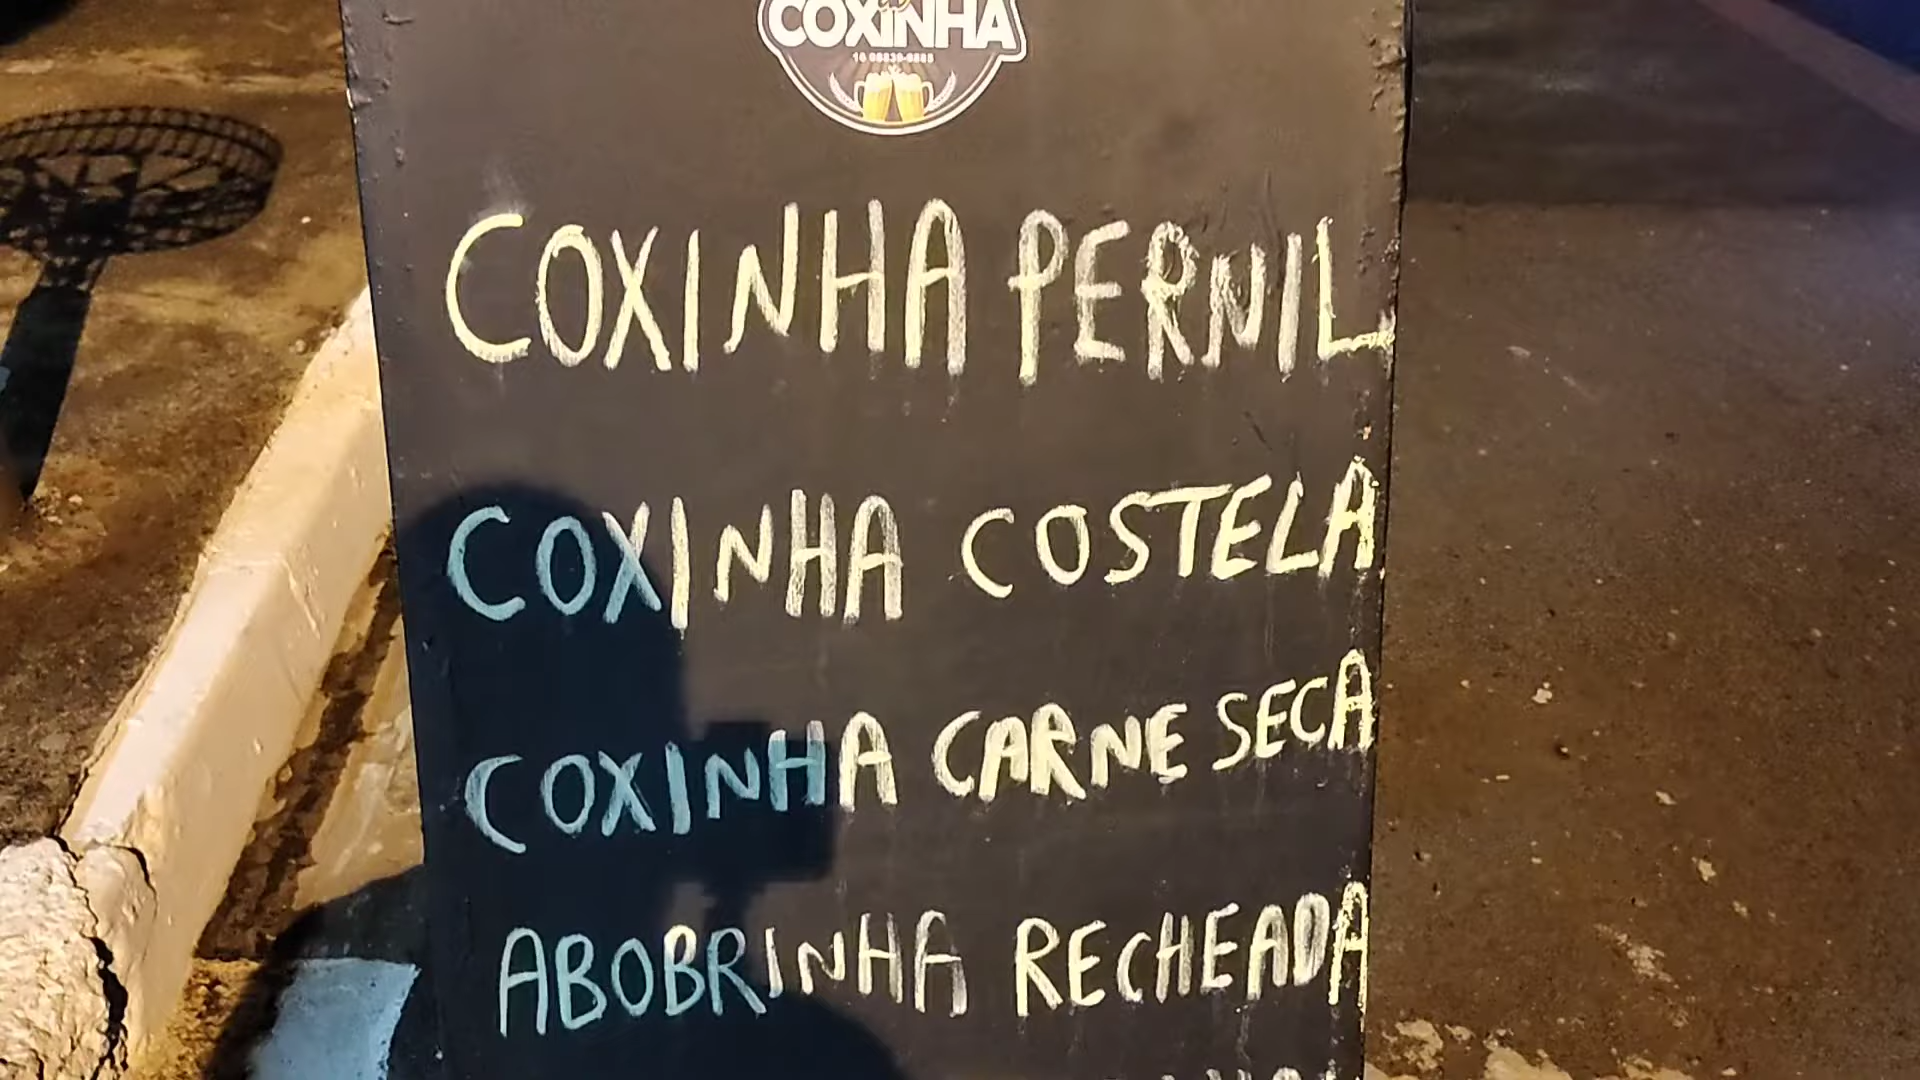 COXINHA
COXINHA PERNIL
COXINHA COSTELA
COXINHA CARNE SECA
ABOBRINHA RECHEADA